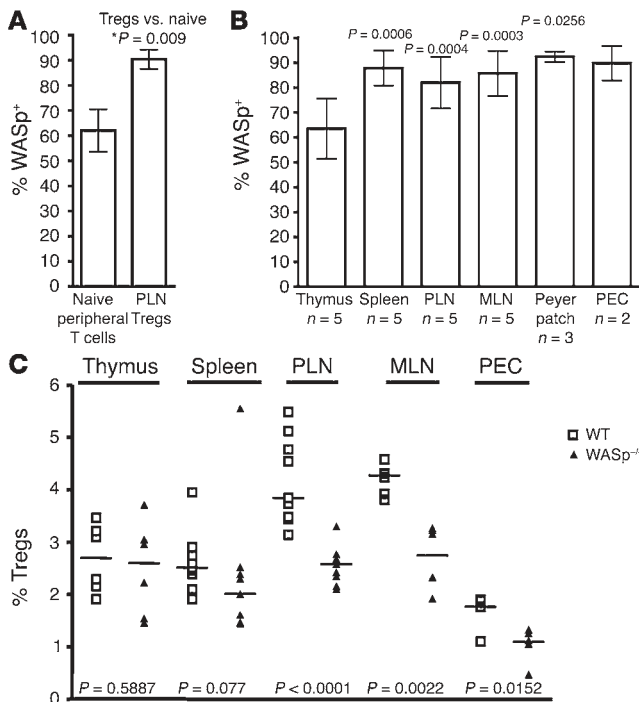 A
Tregs vs. naive
*P = 0.009
100
90
80
70
60
50
90
40
30
20
10
0
% WASp+
Naive peripheral T cells
PLN Tregs
B
P = 0.0006
P = 0.0004
P = 0.0003
P = 0.0256
100
90
80
70
60
50
90
40
30
20
10
0
% WASp+
Thymus
n = 5
Spleen
n = 5
PLN
n = 5
MLN
n = 5
Peyer patch
n = 3
PEC
n = 2
C
Thymus
Spleen
PLN
MLN
PEC
WT
WASp−/−
6
5
4
3
2
1
0
% Tregs
P = 0.5887
P = 0.077
P < 0.0001
P = 0.0022
P = 0.0152